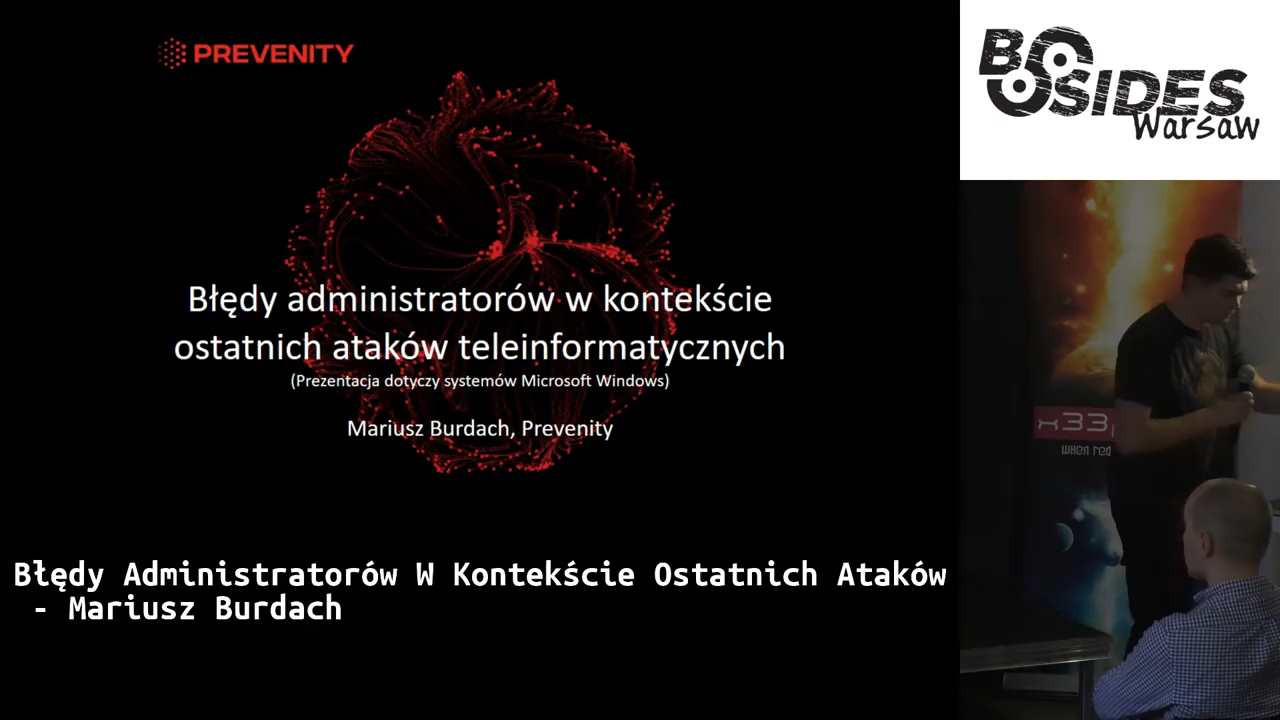 PREVENITY
Błędy administratorów w kontekście
ostatnich ataków teleinformatycznych
(Prezentacja dotyczy systemów Microsoft Windows)
Mariusz Burdach, Prevenity
Błędy Administratorów W Kontekście Ostatnich Ataków
- Mariusz Burdach
BSIDES
Warsaw
x33
when red